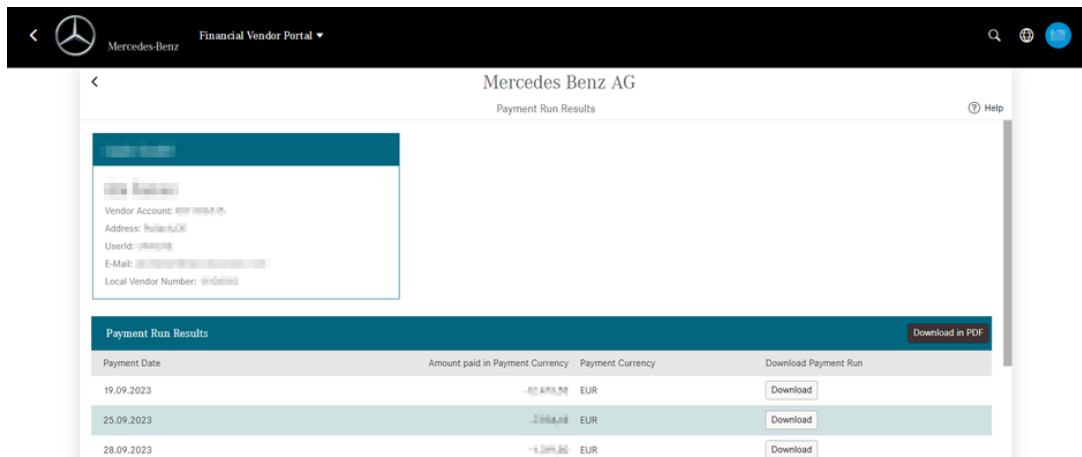 Mercedes-Benz
Financial Vendor Portal ▼
Mercedes Benz AG
Payment Run Results
? Help
Vendor Account:
Address:
UserId:
E-Mail:
Local Vendor Number:
Payment Run Results Download in PDF
Payment Date Amount paid in Payment Currency Payment Currency Download Payment Run
19.09.2023 EUR Download
25.09.2023 EUR Download
28.09.2023 EUR Download